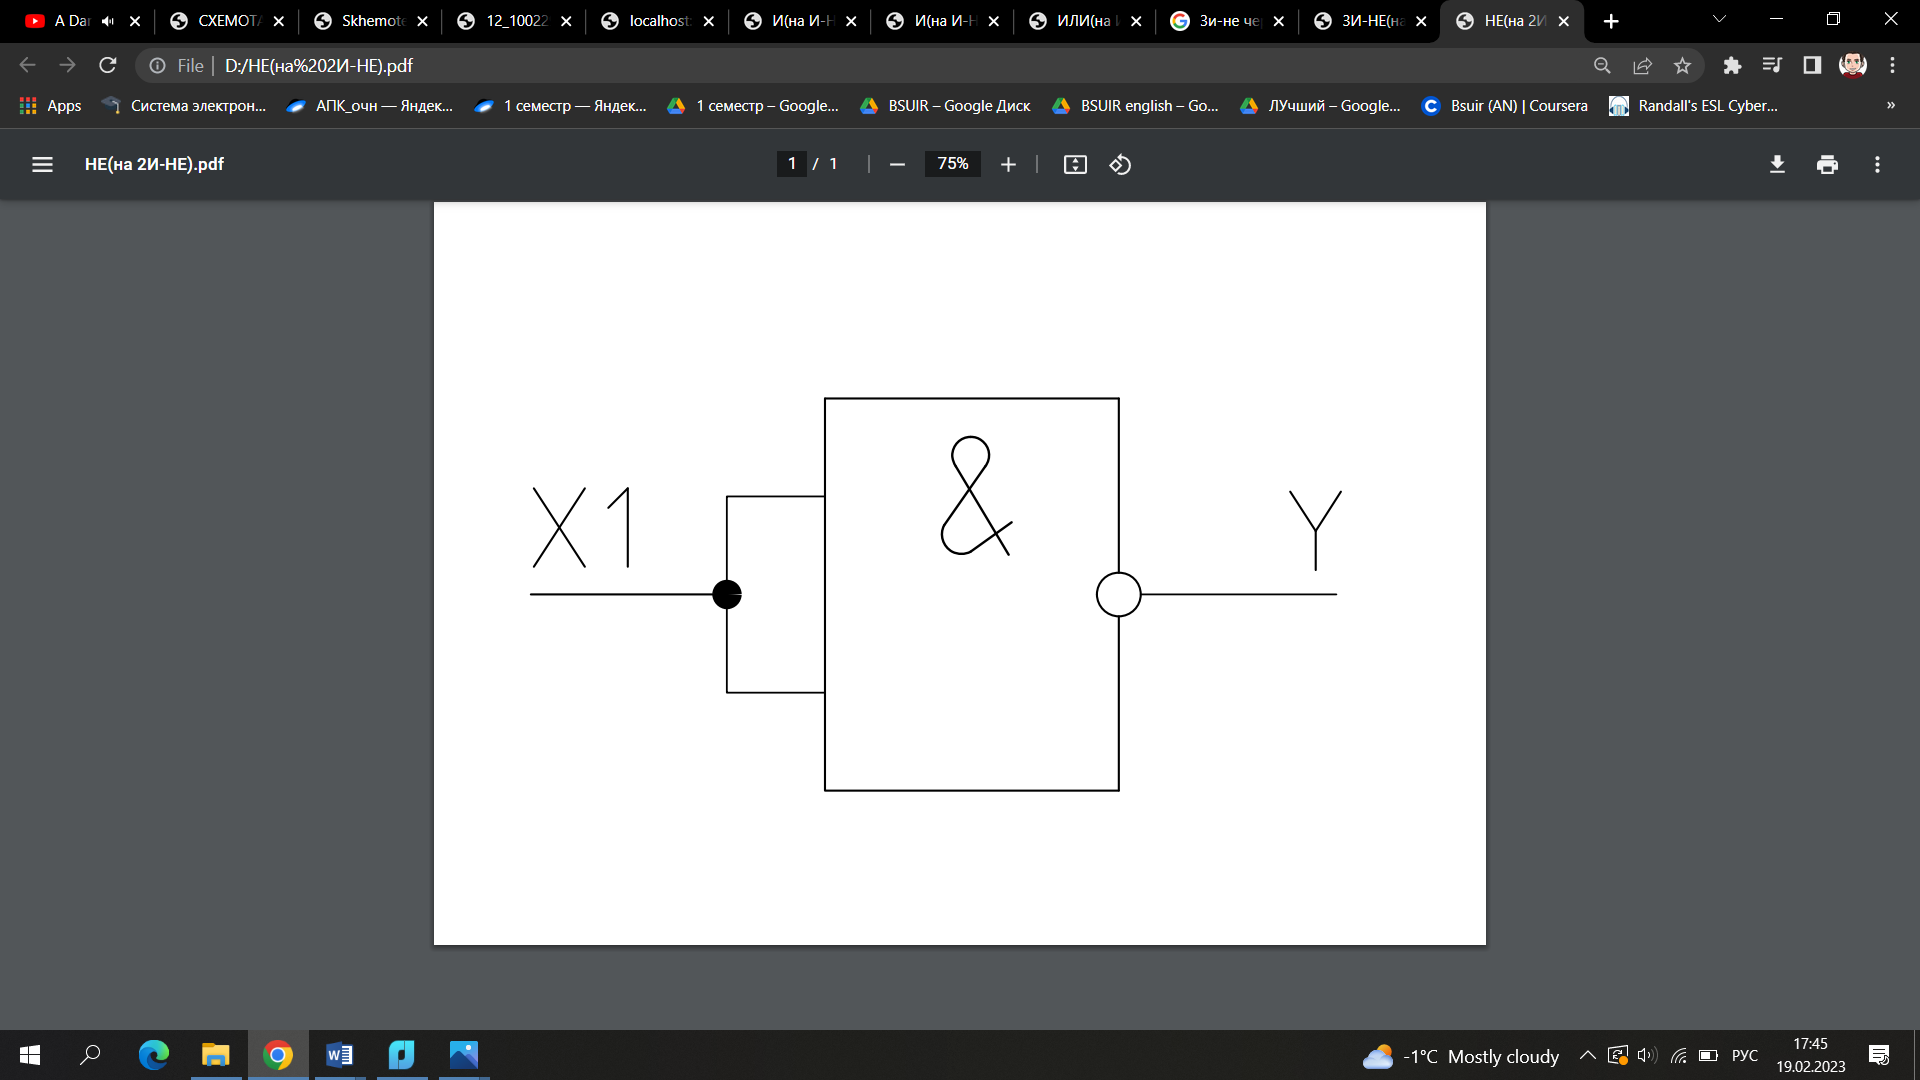 A Dar
СХЕМОТ
Skhemote
12_10022
localhost:
И(на И-Н
И(на И-Н
ИЛИ(на
3и-не че
3И-НЕ(на
НЕ(на 2И
File
D:/НЕ(на%202И-НЕ).pdf
Apps
Система электрон...
АПК_очн — Яндек...
1 семестр — Яндек...
1 семестр – Google...
BSUIR – Google Диск
BSUIR english – Go...
ЛУчший – Google...
Bsuir (AN) | Coursera
Randall's ESL Cyber...
»
НЕ(на 2И-НЕ).pdf
1 / 1
75%
&
X1
Y
-1°C Mostly cloudy
РУС
17:45
19.02.2023